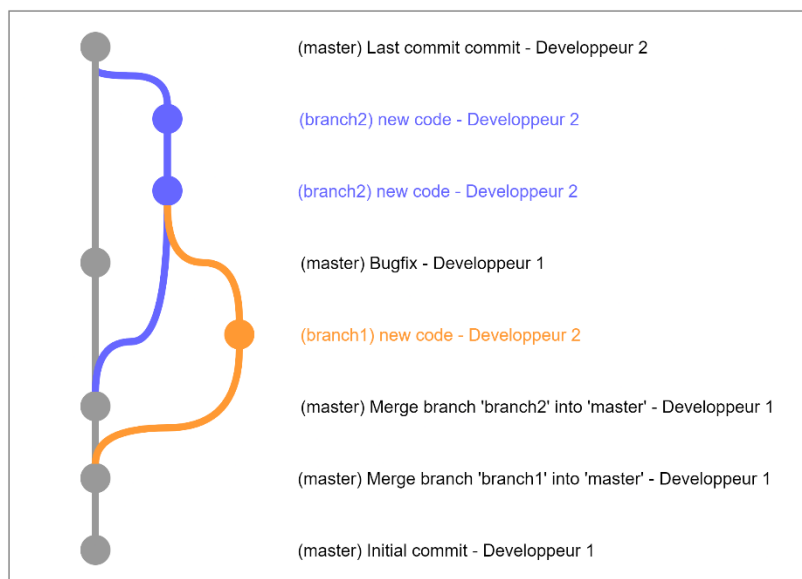 (master) Last commit commit - Developpeur 2
(branch2) new code - Developpeur 2
(branch2) new code - Developpeur 2
(master) Bugfix - Developpeur 1
(branch1) new code - Developpeur 2
(master) Merge branch 'branch2' into 'master' - Developpeur 1
(master) Merge branch 'branch1' into 'master' - Developpeur 1
(master) Initial commit - Developpeur 1